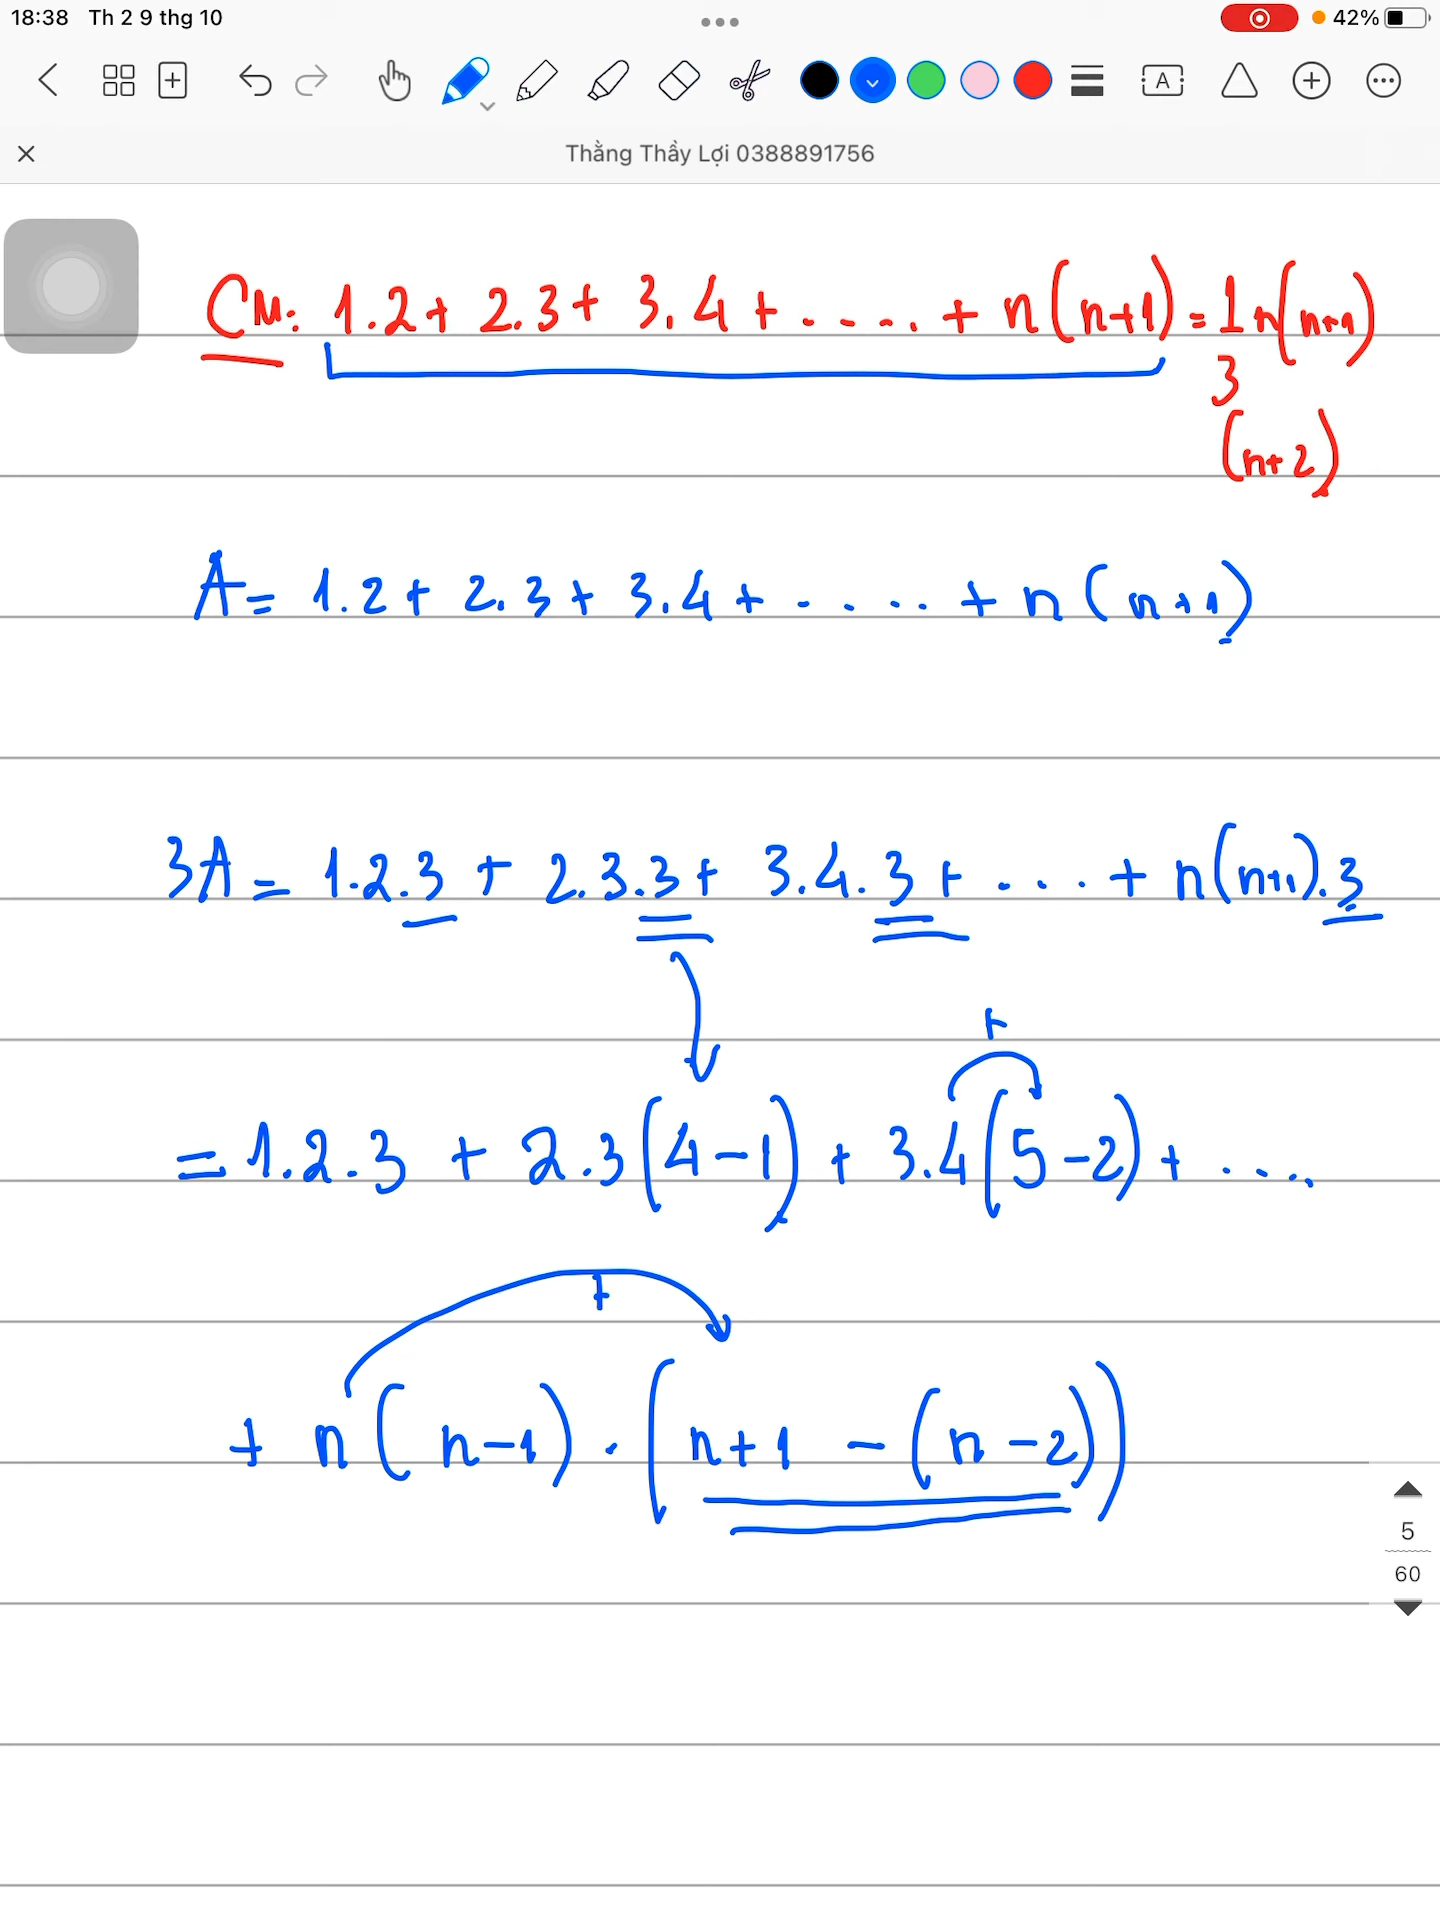 18:38 Th 2 9 thg 10
42%
A
Thằng Thầy Lợi 0388891756
CM: 1.2 + 2.3 + 3.4 + ..... + n(n+1) = 1/3 n(n+1)
(n+2)
A = 1.2 + 2.3 + 3.4 + ..... + n(n+1)
3A = 1.2.3 + 2.3.3 + 3.4.3 + .... + n(n+1).3
+
= 1.2.3 + 2.3(4-1) + 3.4(5-2) + ....
+
+ n(n-1).(n+1 - (n-2))
5
60